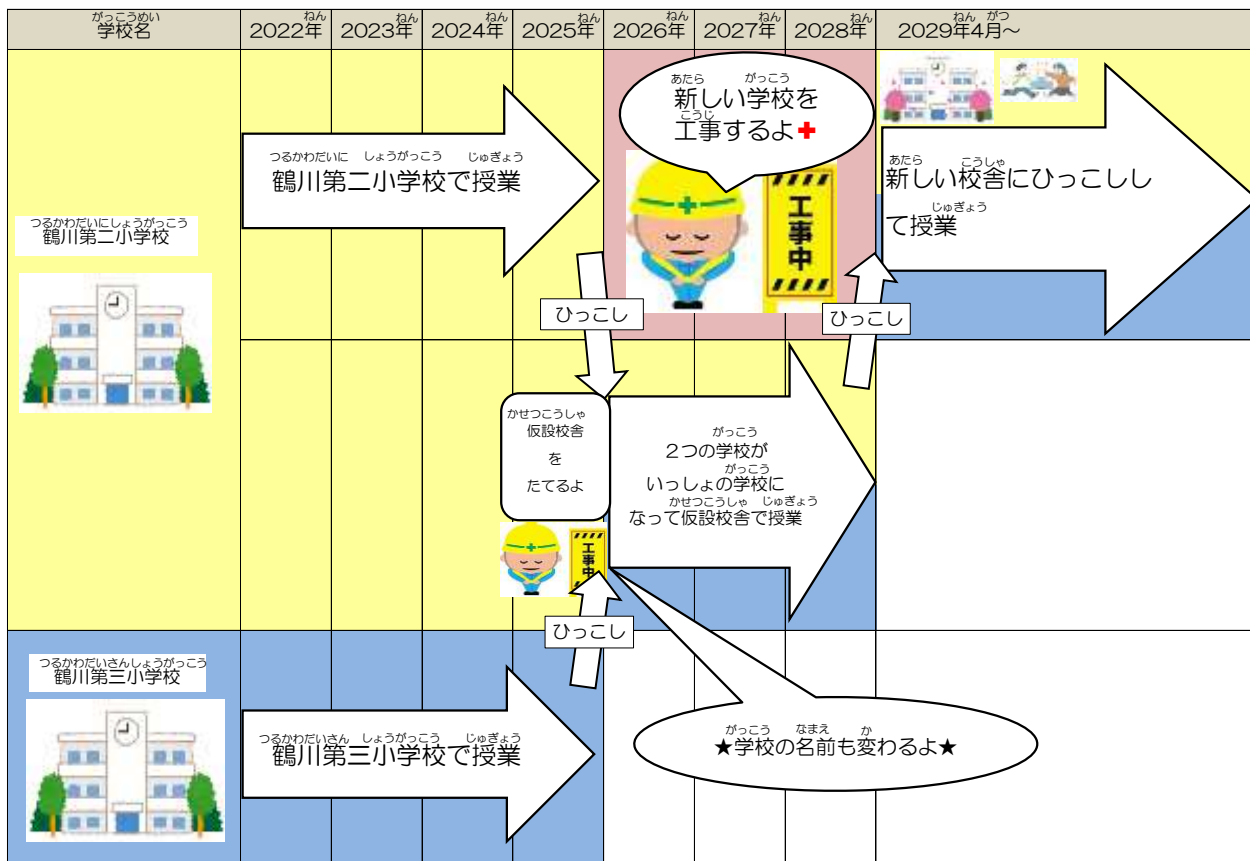 がっこうめい
学校名
ねん ねん ねん ねん ねん ねん ねん ねん がつ
2022年 2023年 2024年 2025年 2026年 2027年 2028年 2029年4月~
あたら がっこう
新しい学校を
こうじ
工事するよ
つるかわだいに しょうがっこう じゅぎょう
鶴川第二小学校で授業
工事中
あたら こうしゃ
新しい校舎にひっこしし
じゅぎょう
て授業
つるかわだいにしょうがっこう
鶴川第二小学校
ひっこし
ひっこし
かせつこうしゃ
仮設校舎
を
たてるよ
がっこう
2つの学校が
がっこう
いっしょの学校に
かせつこうしゃ じゅぎょう
なって仮設校舎で授業
工事中
ひっこし
つるかわだいさんしょうがっこう
鶴川第三小学校
つるかわだいさん しょうがっこう じゅぎょう
鶴川第三小学校で授業
がっこう なまえ か
★学校の名前も変わるよ★